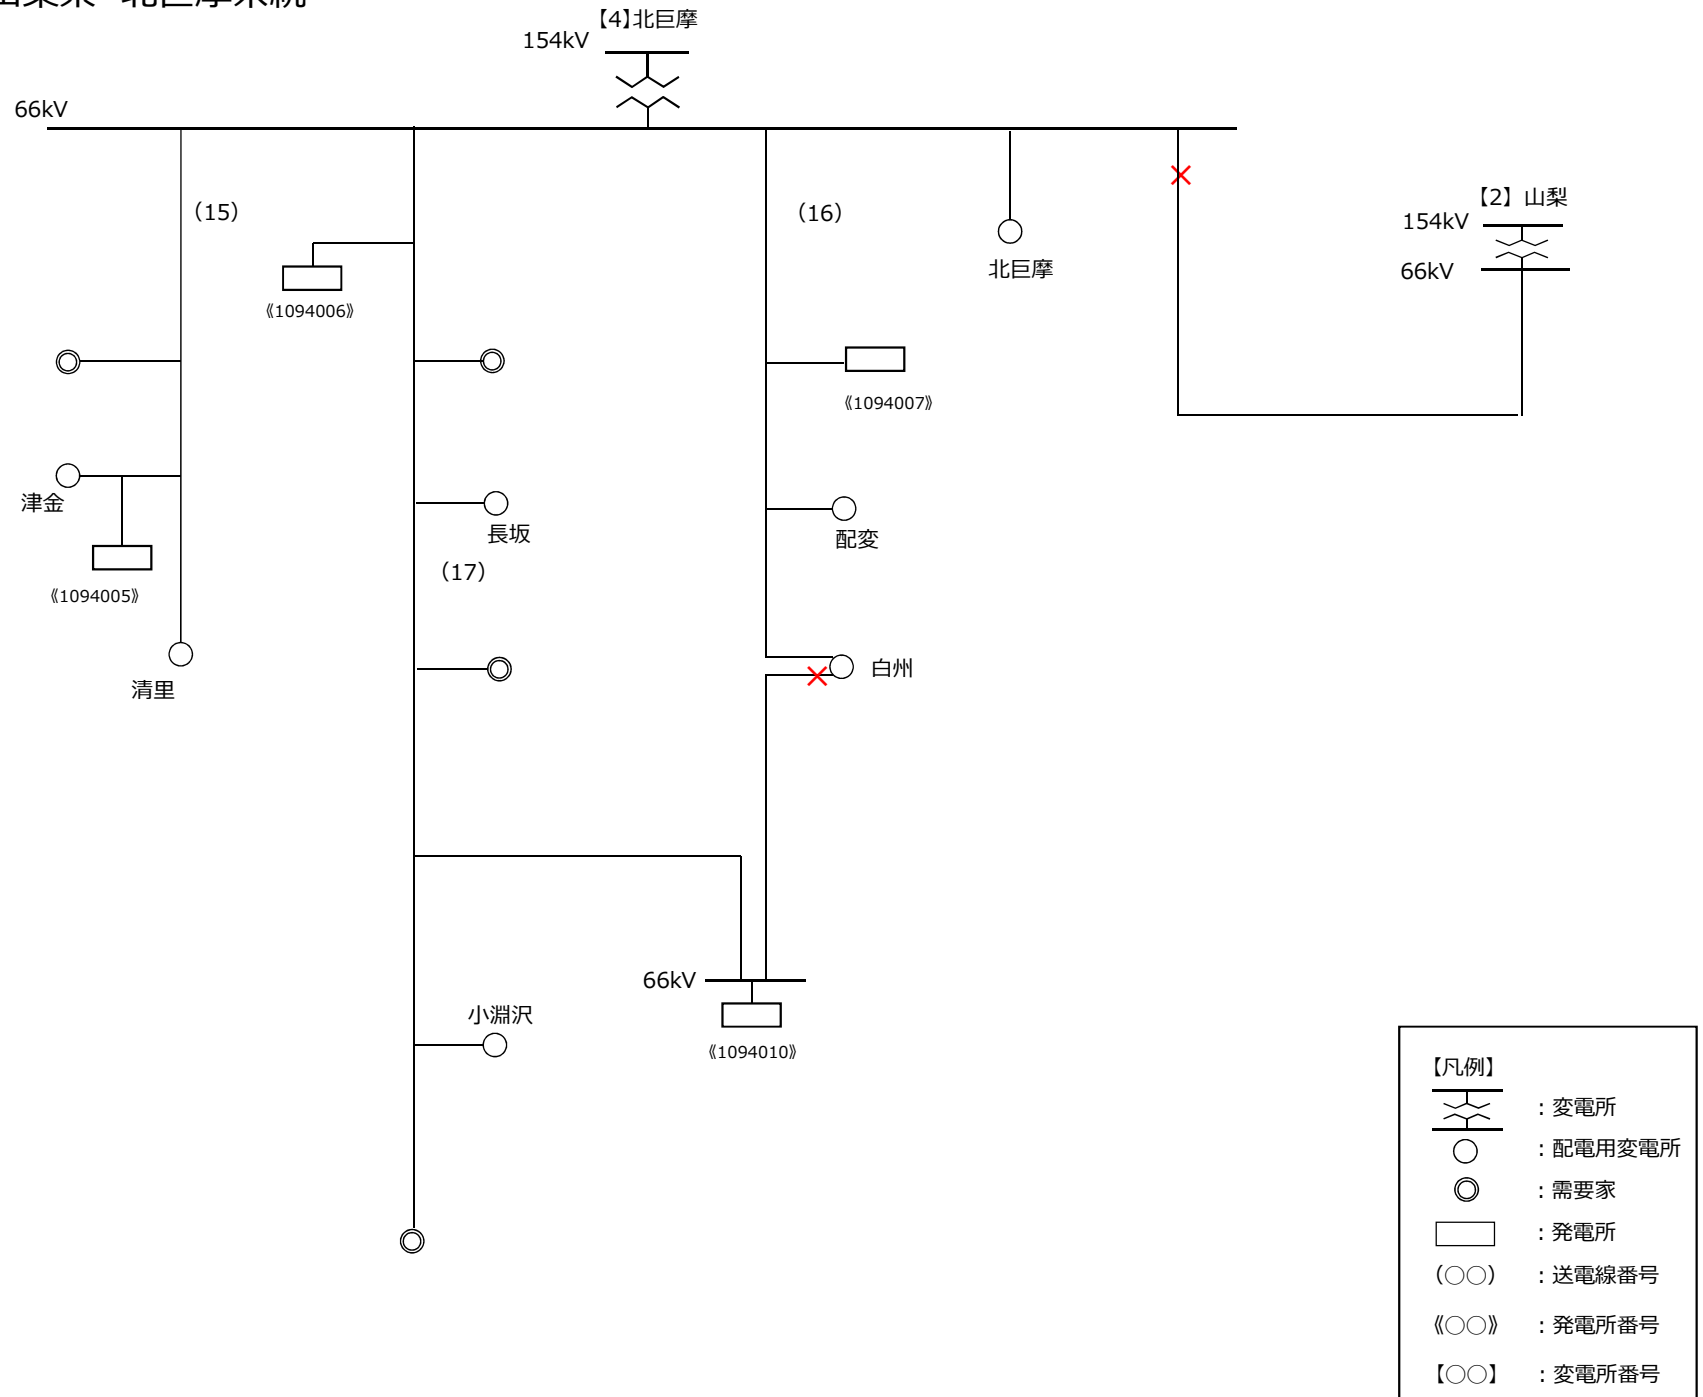 【4】北巨摩
154kV
66kV
(15)
(16)
【2】山梨
154kV
66kV
北巨摩
《1094006》
《1094007》
津金
長坂
配変
(17)
《1094005》
白州
清里
66kV
小淵沢
《1094010》
【凡例】
：変電所
：配電用変電所
：需要家
：発電所
(○○) ：送電線番号
《○○》 ：発電所番号
【○○】 ：変電所番号